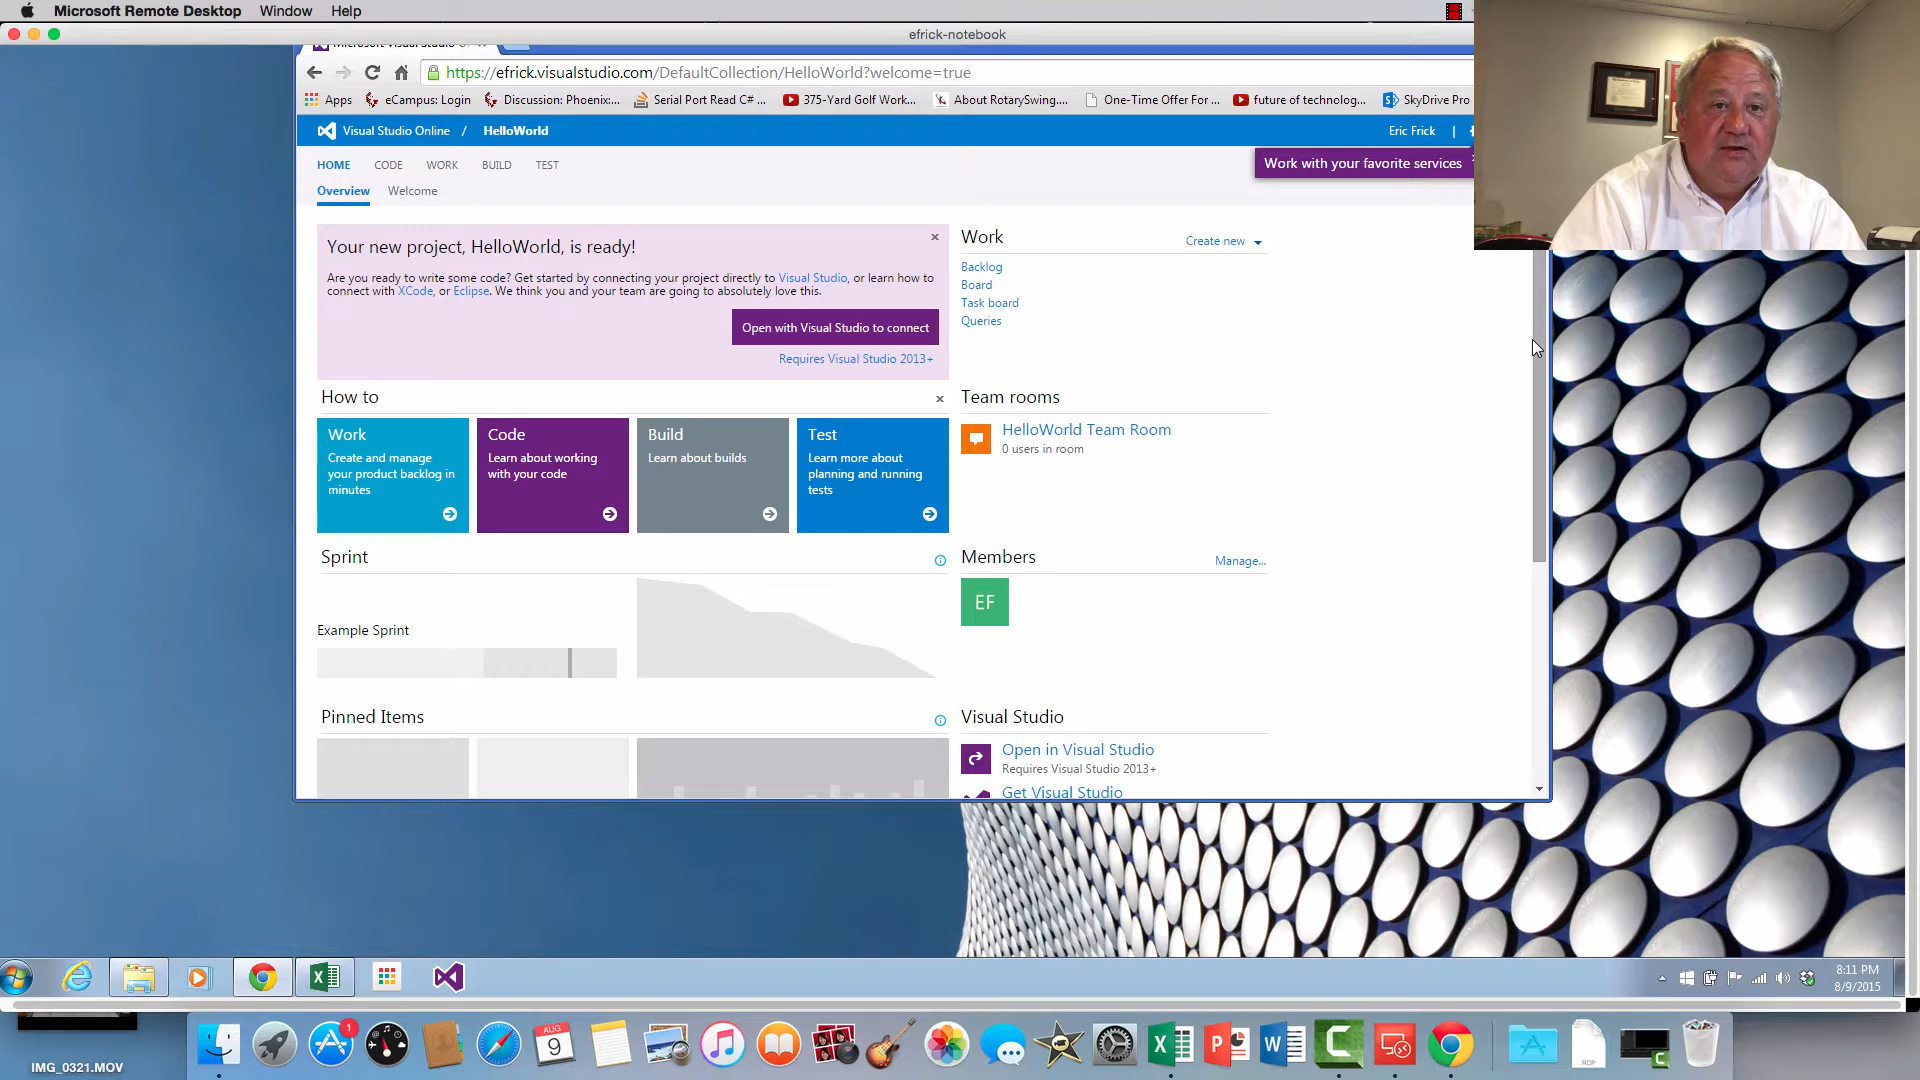 Microsoft Remote Desktop Window Help
efrick-notebook
https://efrick.visualstudio.com/DefaultCollection/HelloWorld?welcome=true
Apps eCampus: Login Discussion: Phoenix:... Serial Port Read C# ... 375-Yard Golf Work... About RotarySwing.... One-Time Offer For ... future of technolog... SkyDrive Pro
Visual Studio Online / HelloWorld
Eric Frick |
HOME CODE WORK BUILD TEST
Work with your favorite services
Overview Welcome
Your new project, HelloWorld, is ready!
Are you ready to write some code? Get started by connecting your project directly to Visual Studio, or learn how to
connect with XCode, or Eclipse. We think you and your team are going to absolutely love this.
Open with Visual Studio to connect
Requires Visual Studio 2013+
Work
Create new
Backlog
Board
Task board
Queries
How to
Work
Create and manage
your product backlog in
minutes
Code
Learn about working
with your code
Build
Learn about builds
Test
Learn more about
planning and running
tests
Team rooms
HelloWorld Team Room
0 users in room
Sprint
Example Sprint
Members
Manage...
EF
Pinned Items
Visual Studio
Open in Visual Studio
Requires Visual Studio 2013+
Get Visual Studio
8:11 PM
8/9/2015
1
AUG
9
RDP
IMG_0321.MOV